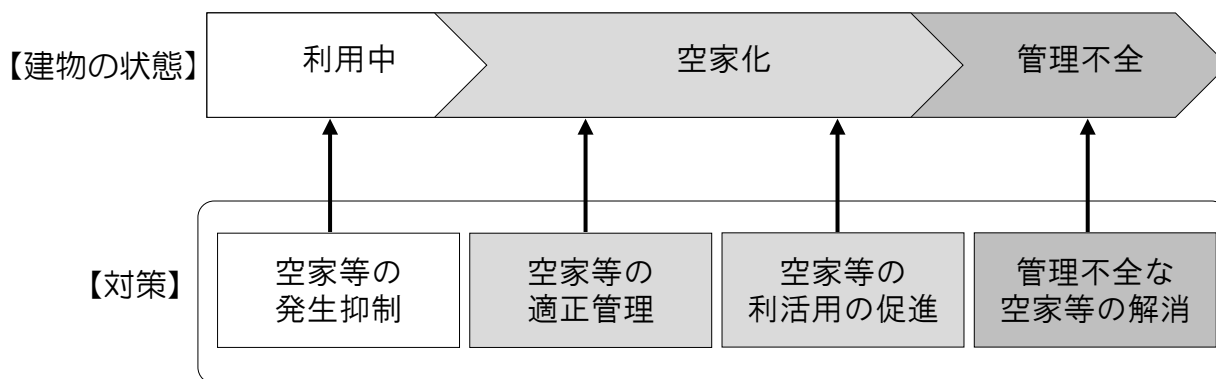 【建物の状態】
利用中
空家化
管理不全
【対策】
空家等の
発生抑制
空家等の
適正管理
空家等の
利活用の促進
管理不全な
空家等の解消